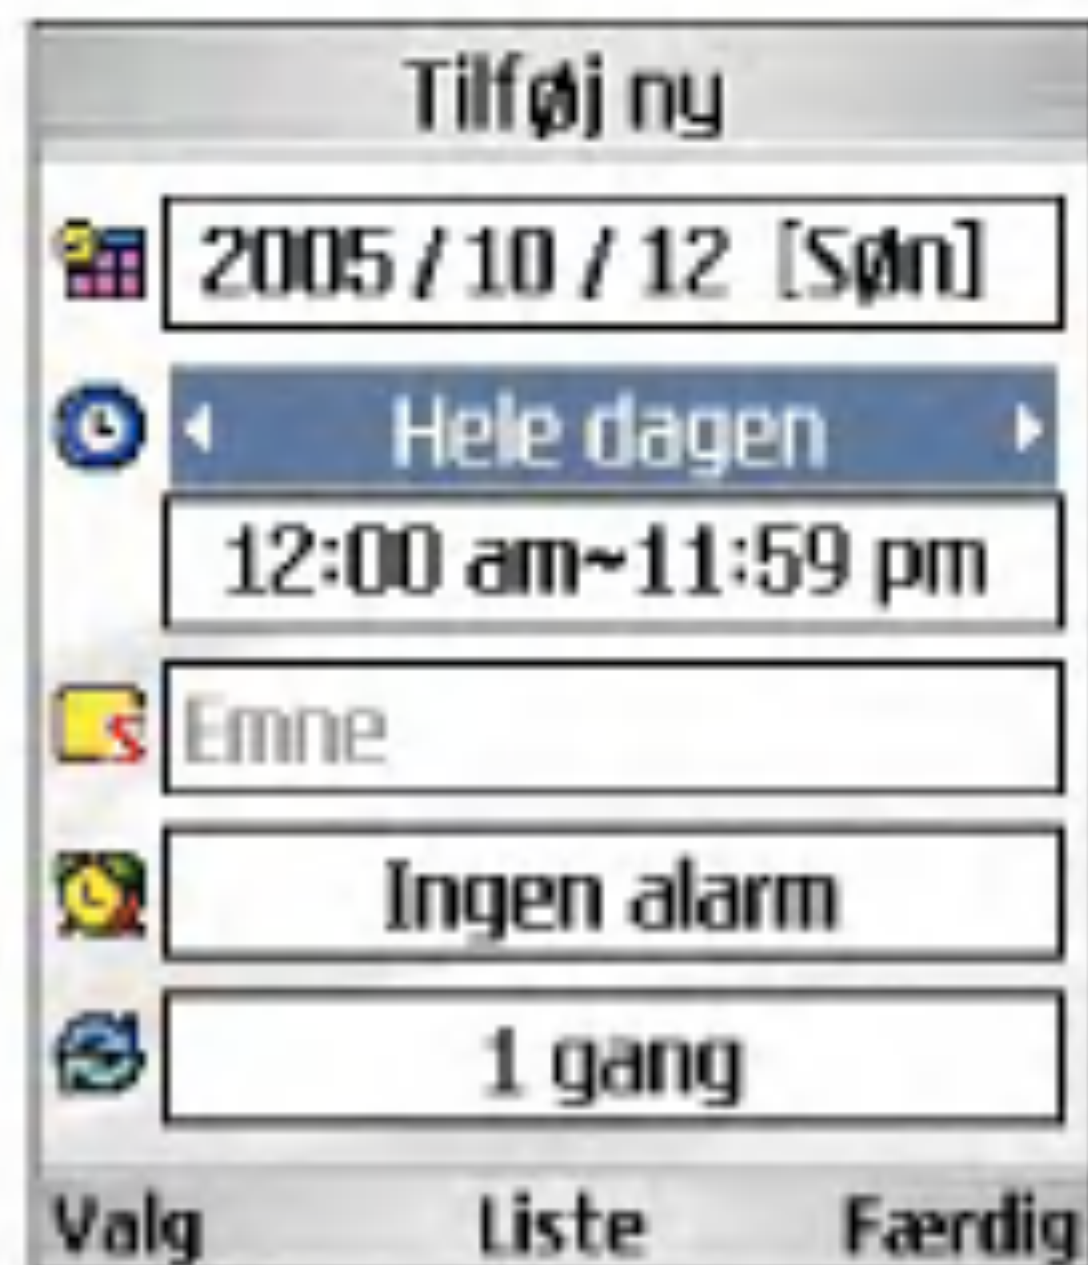 Tilføj ny
2005/10/12 [Søn]
Hele dagen
12:00 am~11:59 pm
Emne
Ingen alarm
1 gang
Valg Liste Færdig